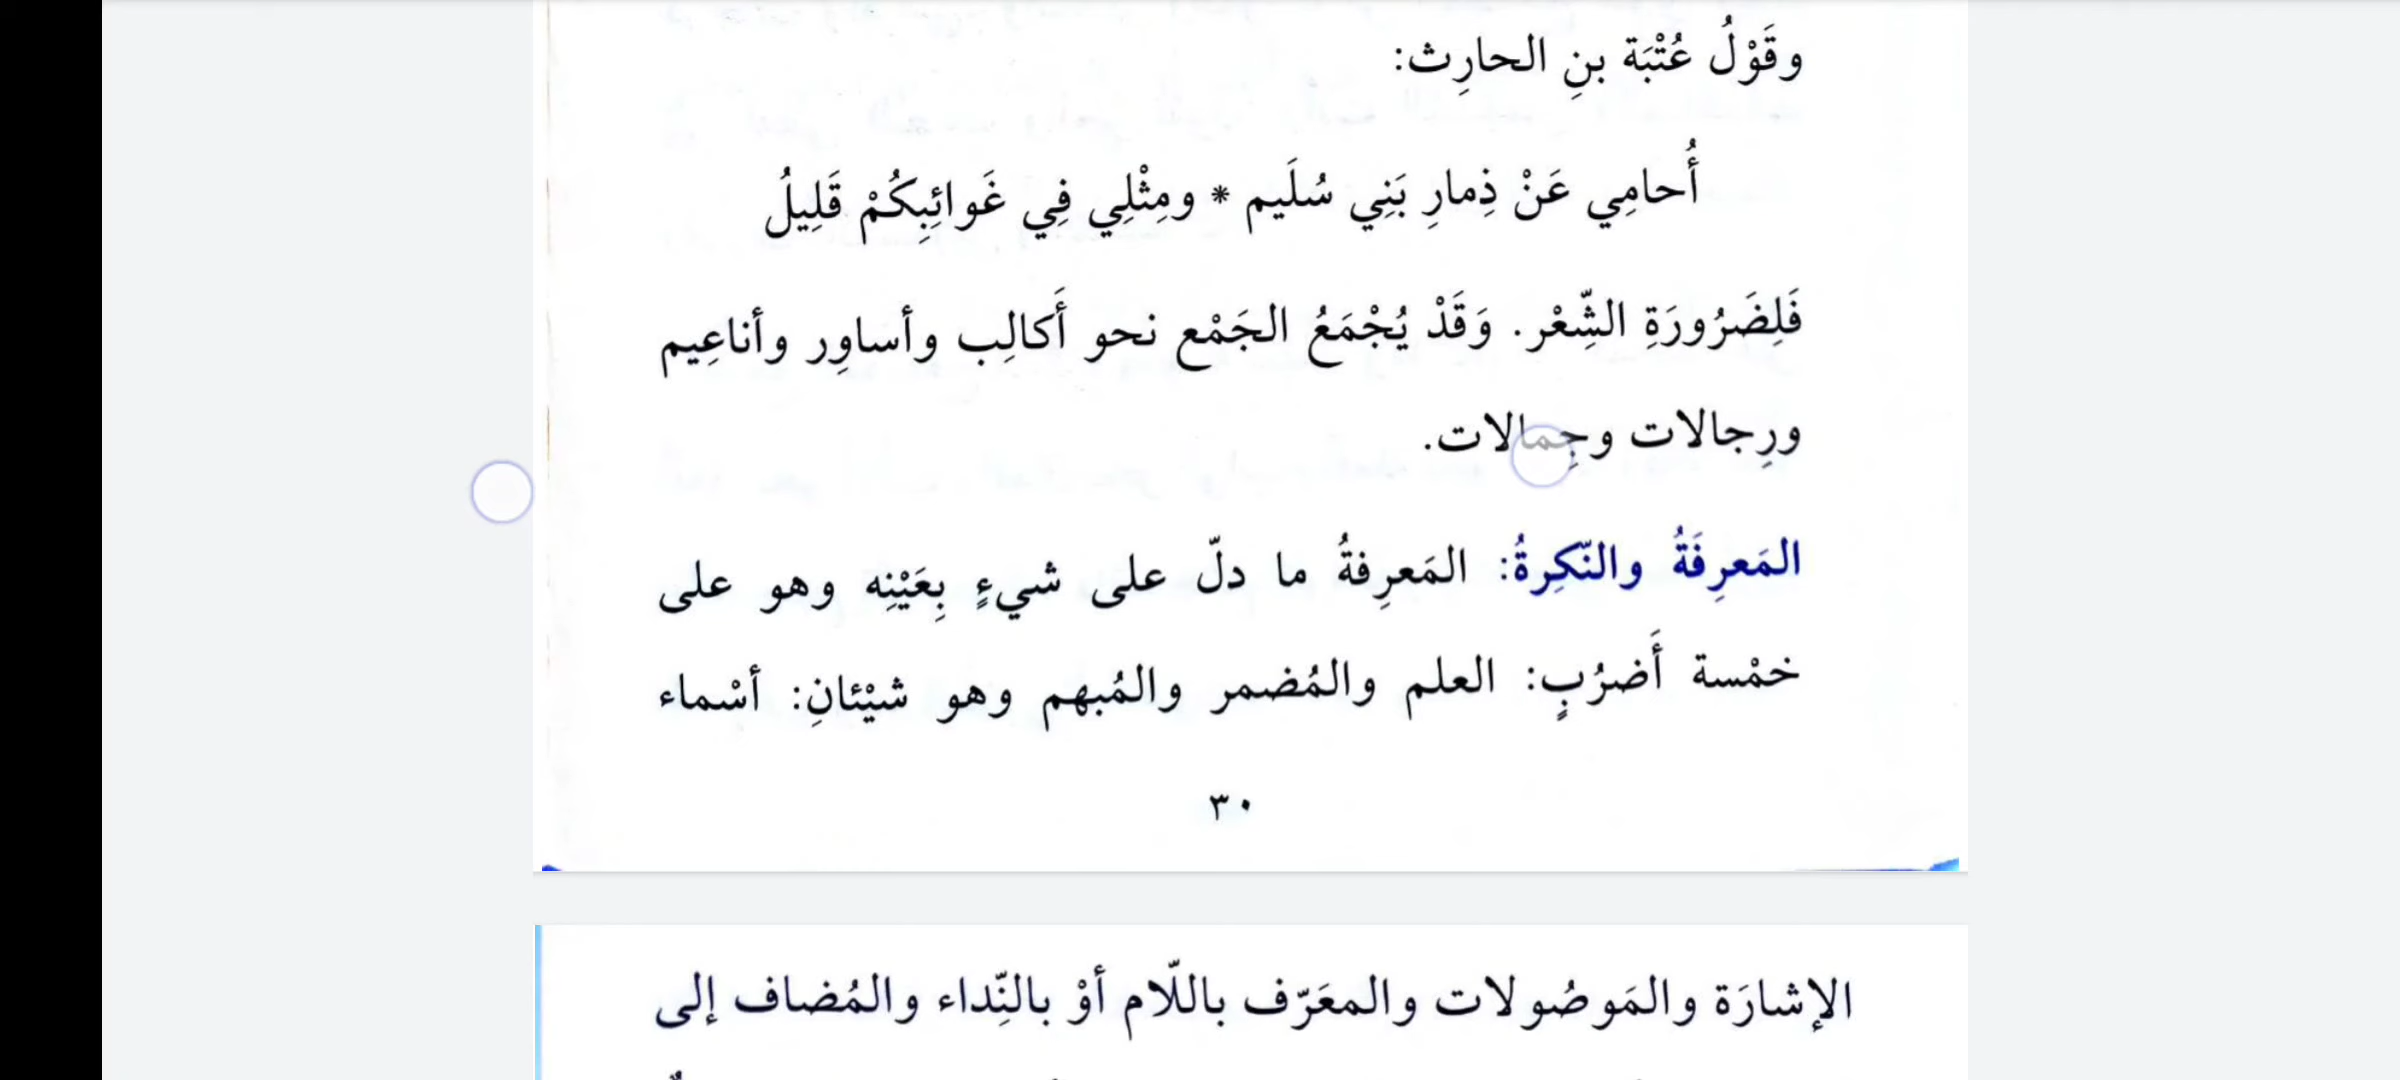 وقَوْلُ عُتْبَة بنِ الحارِث:
أُحامِي عَنْ ذِمارِ بَنِي سُلَيم * ومِثْلِي فِي غَوائِبِكُمْ قَلِيلُ
فَلِضَرُورَةِ الشِّعْر. وَقَدْ يُجْمَعُ الجَمْع نحو أَكالِب وأساوِر وأناعِيم
ورِجالات وجِمالات.
المَعرِفَةُ والنّكِرةُ: المَعرِفةُ ما دلّ على شيءٍ بِعَيْنِه وهو على
خمْسة أَضرُبٍ: العلم والمُضمر والمُبهم وهو شيْئانِ: أسْماء
٣٠
الإشارَة والمَوصُولات والمعَرّف باللّام أوْ بالنِّداء والمُضاف إلى